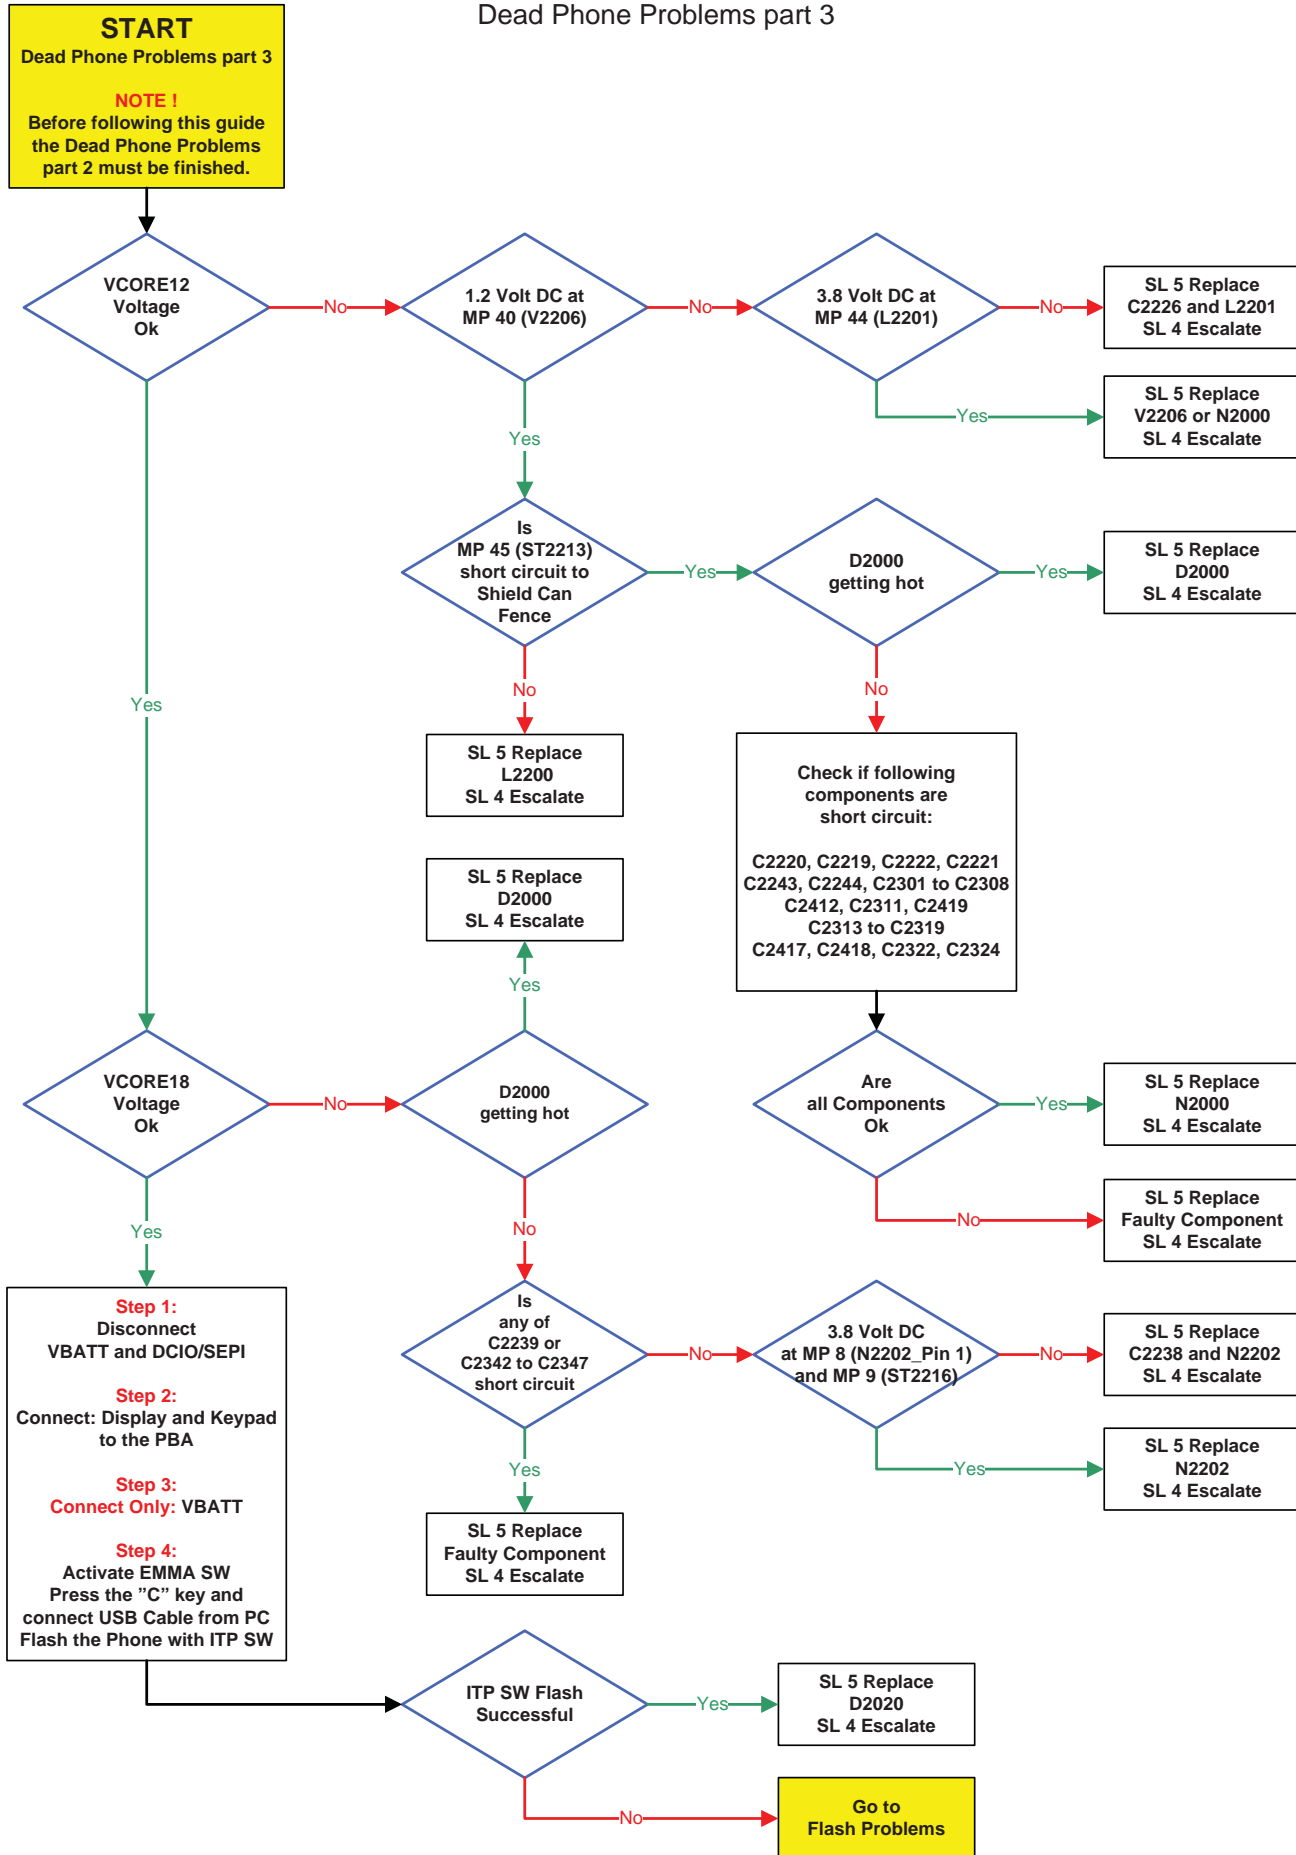 Dead Phone Problems part 3
START
Dead Phone Problems part 3
NOTE !
Before following this guide
the Dead Phone Problems
part 2 must be finished.
VCORE12
Voltage
Ok
No
1.2 Volt DC at
MP 40 (V2206)
No
3.8 Volt DC at
MP 44 (L2201)
No
SL 5 Replace
C2226 and L2201
SL 4 Escalate
Yes
SL 5 Replace
V2206 or N2000
SL 4 Escalate
Yes
Is
MP 45 (ST2213)
short circuit to
Shield Can
Fence
Yes
D2000
getting hot
Yes
SL 5 Replace
D2000
SL 4 Escalate
No
SL 5 Replace
L2200
SL 4 Escalate
No
Check if following
components are
short circuit:
C2220, C2219, C2222, C2221
C2243, C2244, C2301 to C2308
C2412, C2311, C2419
C2313 to C2319
C2417, C2418, C2322, C2324
Are
all Components
Ok
Yes
SL 5 Replace
N2000
SL 4 Escalate
No
SL 5 Replace
Faulty Component
SL 4 Escalate
Yes
VCORE18
Voltage
Ok
No
D2000
getting hot
Yes
SL 5 Replace
D2000
SL 4 Escalate
No
Is
any of
C2239 or
C2342 to C2347
short circuit
No
3.8 Volt DC
at MP 8 (N2202_Pin 1)
and MP 9 (ST2216)
No
SL 5 Replace
C2238 and N2202
SL 4 Escalate
Yes
SL 5 Replace
N2202
SL 4 Escalate
Yes
SL 5 Replace
Faulty Component
SL 4 Escalate
Yes
Step 1:
Disconnect
VBATT and DCIO/SEPI
Step 2:
Connect: Display and Keypad
to the PBA
Step 3:
Connect Only: VBATT
Step 4:
Activate EMMA SW
Press the ”C” key and
connect USB Cable from PC
Flash the Phone with ITP SW
ITP SW Flash
Successful
Yes
SL 5 Replace
D2020
SL 4 Escalate
No
Go to
Flash Problems